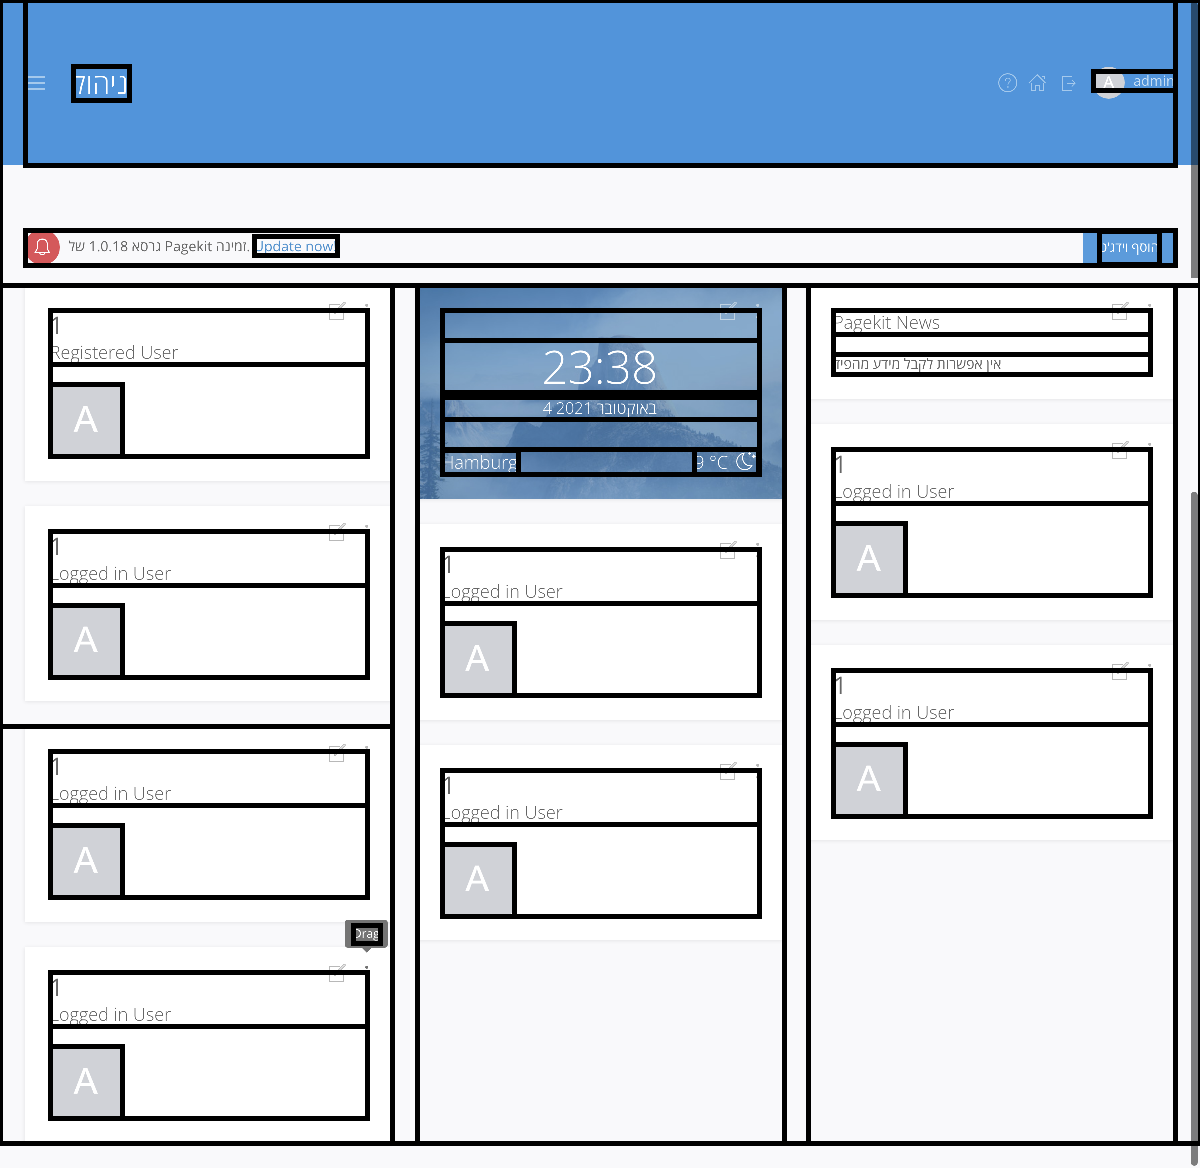 ניהול
A admin
גרסא 1.0.18 של Pagekit זמינה. Update now!
הוסף וידג'ט
1
Registered User
A
1
Logged in User
A
1
Logged in User
A
Drag
1
Logged in User
A
23:38
4 באוקטובר 2021
Hamburg
9 °C
1
Logged in User
A
1
Logged in User
A
Pagekit News
אין אפשרות לקבל מידע מהפיד
1
Logged in User
A
1
Logged in User
A